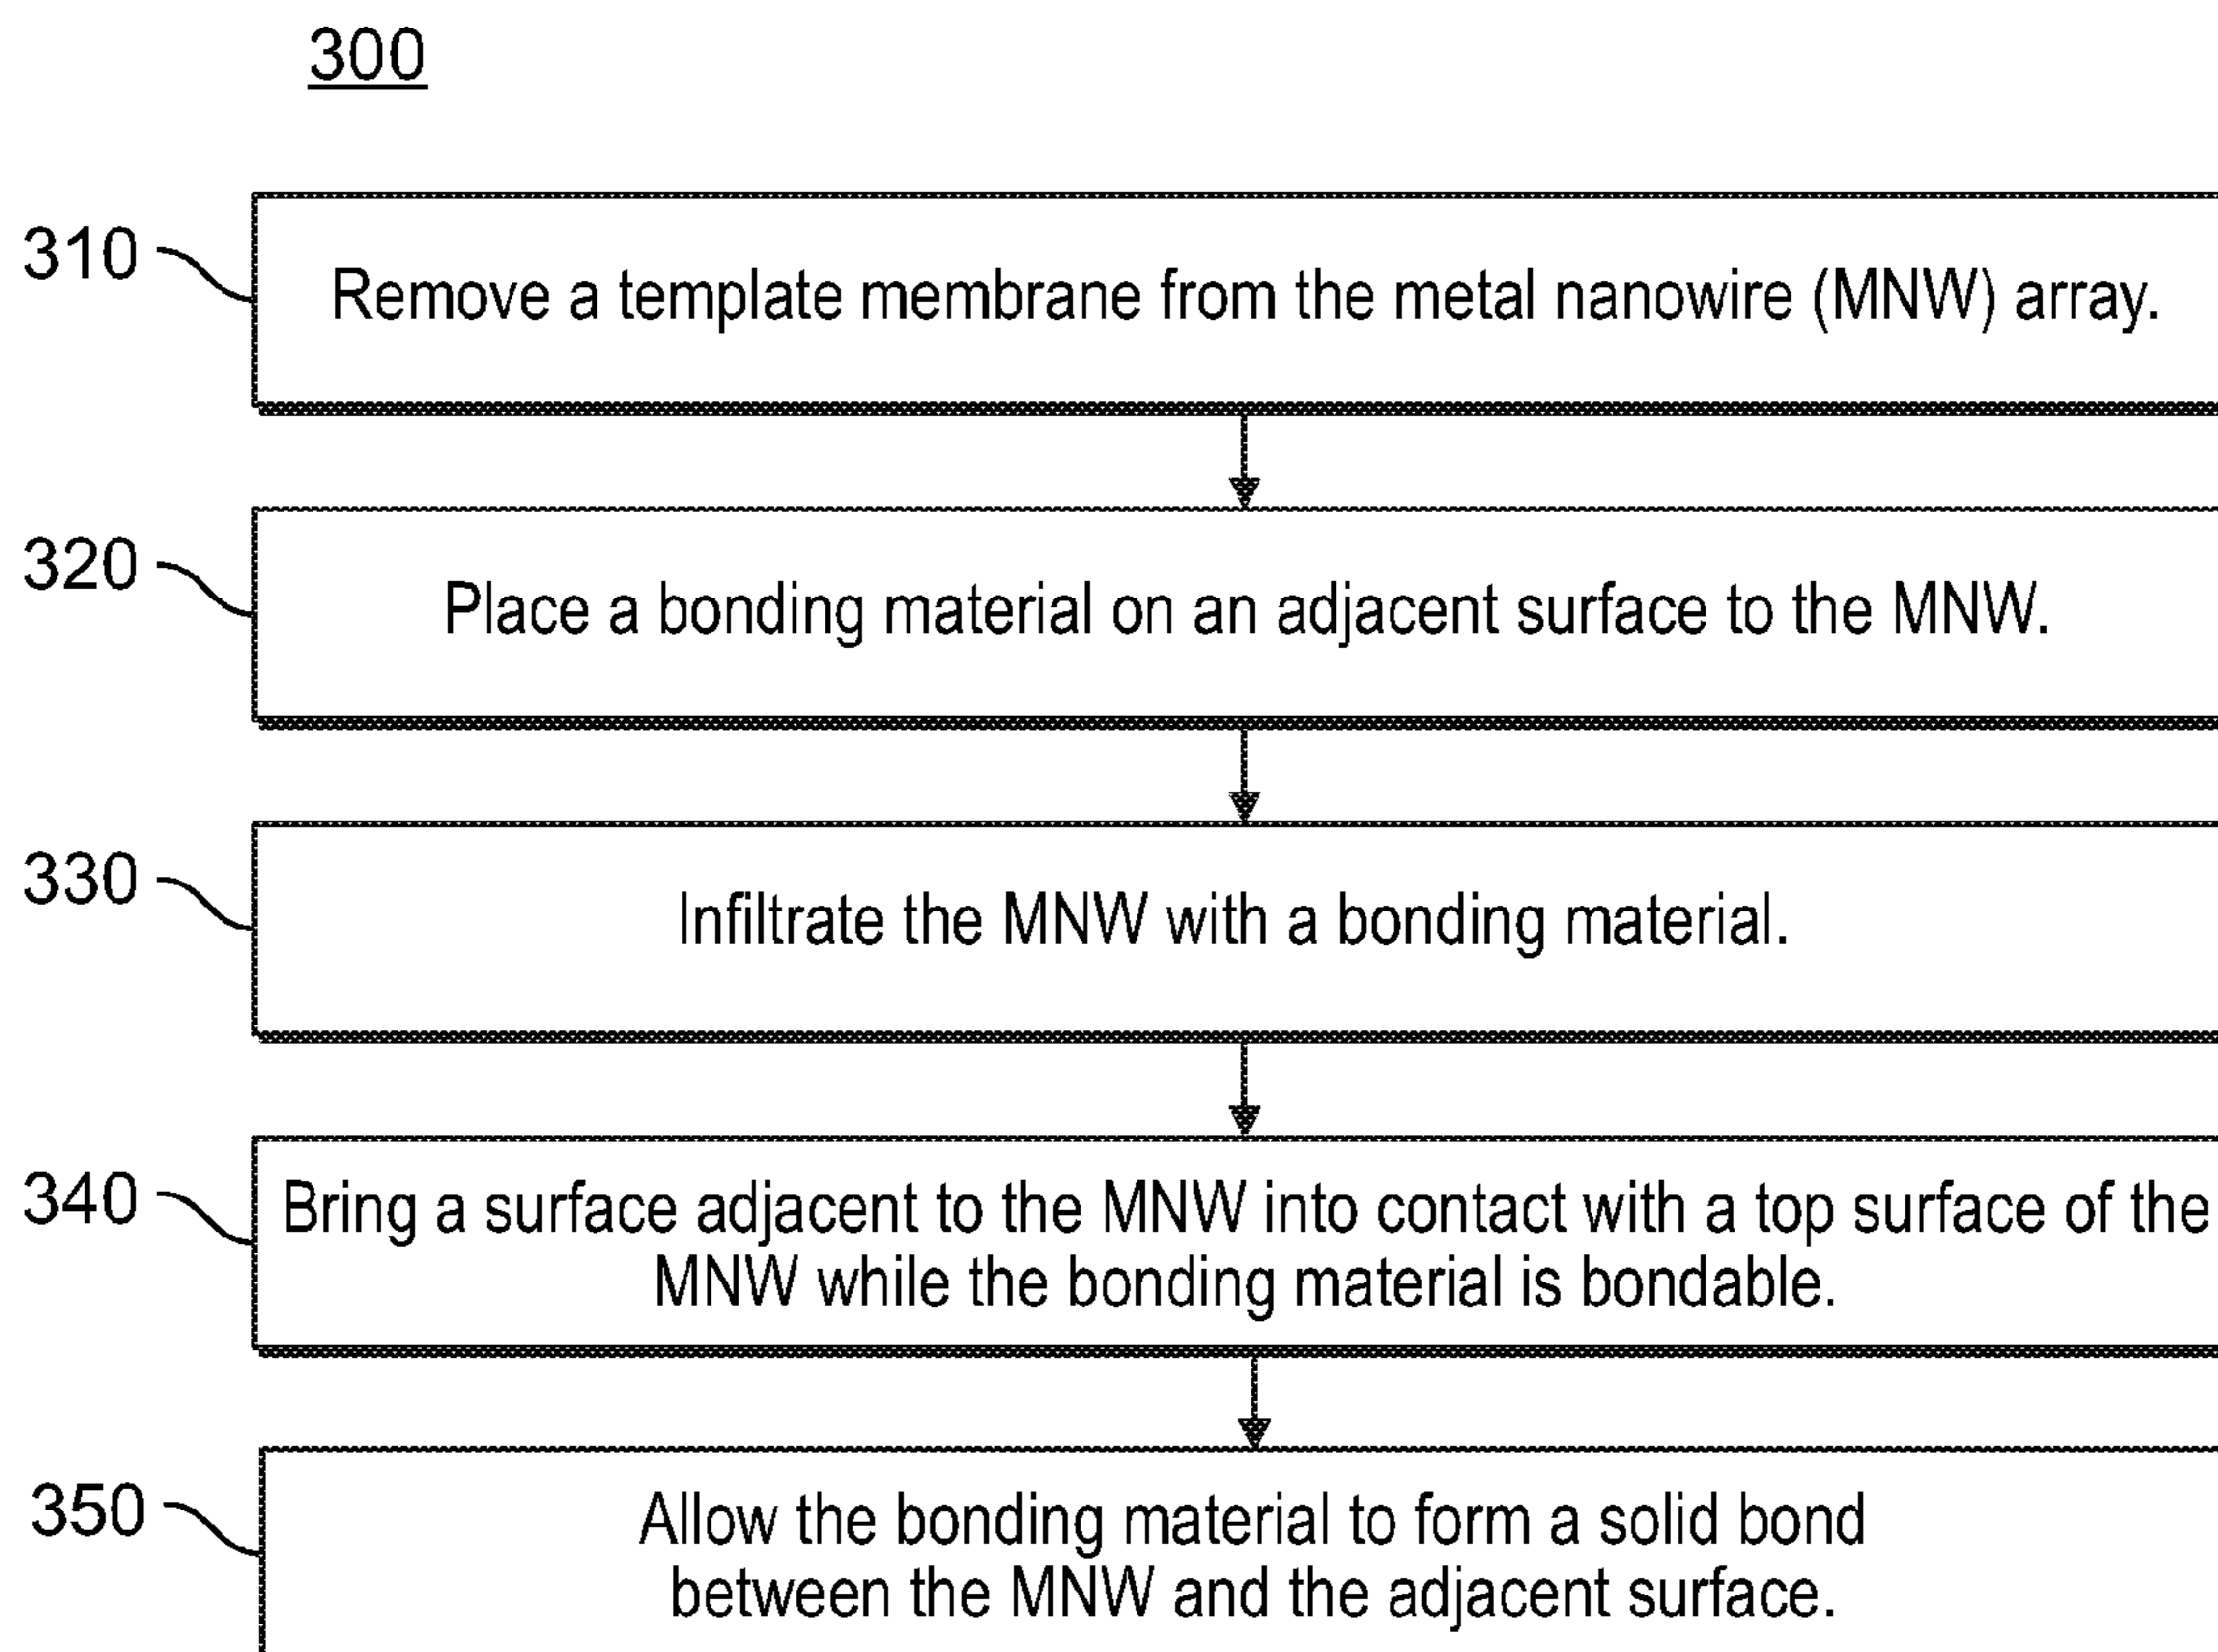 300
310
Remove a template membrane from the metal nanowire (MNW) array.
320
Place a bonding material on an adjacent surface to the MNW.
330
Infiltrate the MNW with a bonding material.
340
Bring a surface adjacent to the MNW into contact with a top surface of the
MNW while the bonding material is bondable.
350
Allow the bonding material to form a solid bond
between the MNW and the adjacent surface.